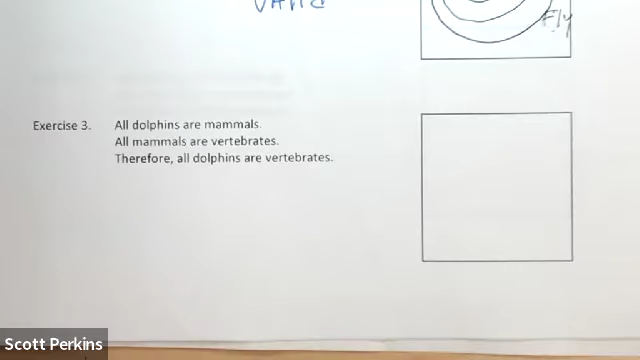 valid
Fly
Exercise 3. All dolphins are mammals.
All mammals are vertebrates.
Therefore, all dolphins are vertebrates.
Scott Perkins